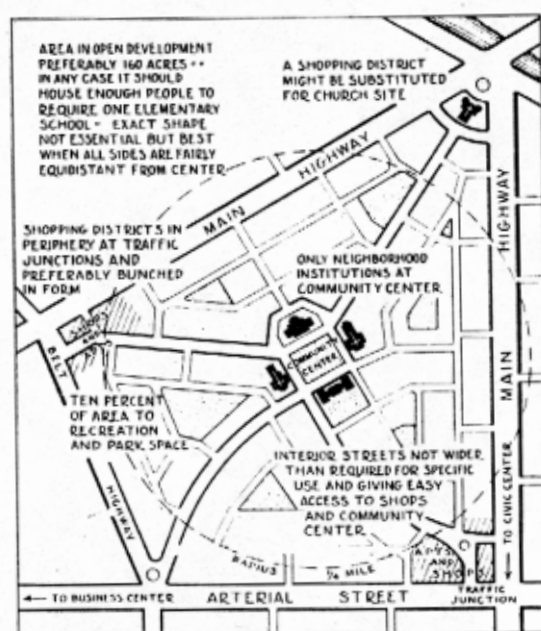 AREA IN OPEN DEVELOPMENT
PREFERABLY 160 ACRES --
IN ANY CASE IT SHOULD
HOUSE ENOUGH PEOPLE TO
REQUIRE ONE ELEMENTARY
SCHOOL - EXACT SHAPE
NOT ESSENTIAL BUT BEST
WHEN ALL SIDES ARE FAIRLY
EQUIDISTANT FROM CENTER
A SHOPPING DISTRICT
MIGHT BE SUBSTITUTED
FOR CHURCH SITE
MAIN HIGHWAY
MAIN HIGHWAY
SHOPPING DISTRICTS IN
PERIPHERY AT TRAFFIC
JUNCTIONS AND
PREFERABLY BUNCHED
IN FORM
ONLY NEIGHBORHOOD
INSTITUTIONS AT
COMMUNITY CENTER
SHOPS
AND
COMMUNITY
CENTER
BELT HIGHWAY
TEN PERCENT
OF AREA TO
RECREATION
AND PARK SPACE
INTERIOR STREETS NOT WIDER
THAN REQUIRED FOR SPECIFIC
USE AND GIVING EASY
ACCESS TO SHOPS
AND COMMUNITY
CENTER
TO CIVIC CENTER
RADIUS ¼ MILE
APTS
AND
SHOPS
TRAFFIC
JUNCTION
TO BUSINESS CENTER
ARTERIAL STREET